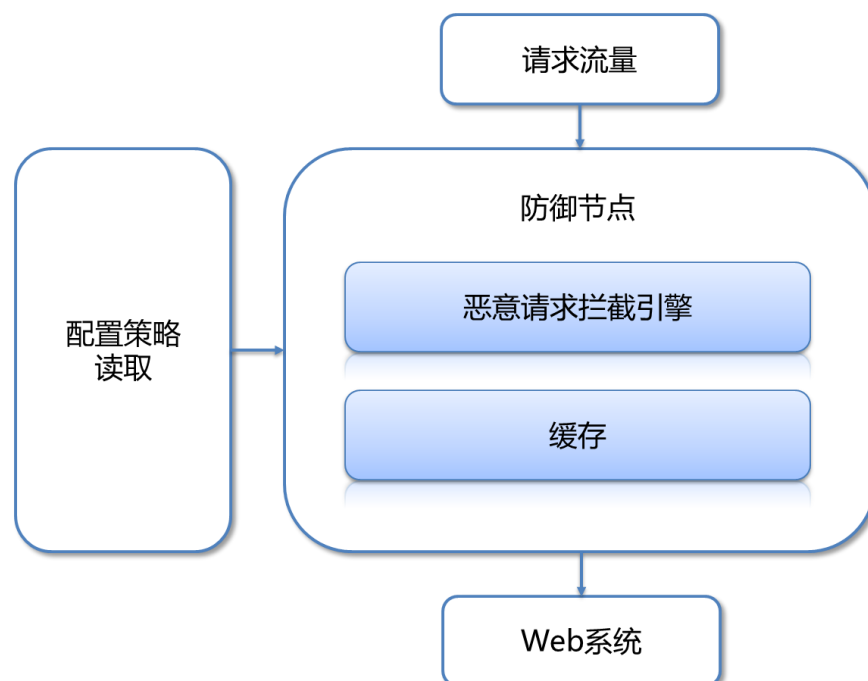 请求流量
防御节点
恶意请求拦截引擎
配置策略
读取
缓存
Web系统